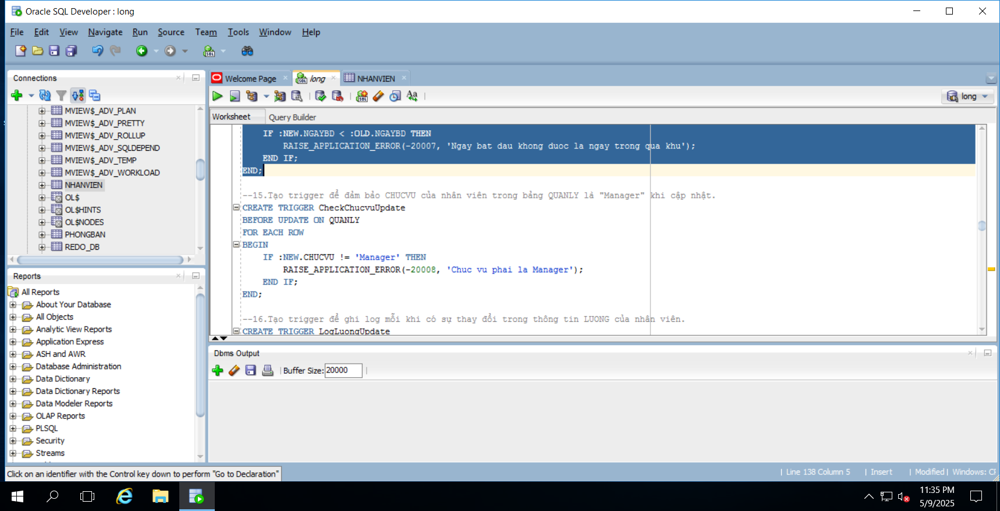 Oracle SQL Developer : long
File Edit View Navigate Run Source Team Tools Window Help
Connections
MVIEW$_ADV_PLAN
MVIEW$_ADV_PRETTY
MVIEW$_ADV_ROLLUP
MVIEW$_ADV_SQLDEPEND
MVIEW$_ADV_TEMP
MVIEW$_ADV_WORKLOAD
NHANVIEN
OL$
OL$HINTS
OL$NODES
PHONGBAN
REDO_DB
Reports
All Reports
About Your Database
All Objects
Analytic View Reports
Application Express
ASH and AWR
Database Administration
Data Dictionary
Data Dictionary Reports
Data Modeler Reports
OLAP Reports
PLSQL
Security
Streams
Welcome Page long NHANVIEN
long
Worksheet Query Builder
IF :NEW.NGAYBD < :OLD.NGAYBD THEN
RAISE_APPLICATION_ERROR(-20007, 'Ngay bat dau khong duoc la ngay trong qua khu');
END IF;
END;
--15.Tạo trigger để đảm bảo CHUCVU của nhân viên trong bảng QUANLY là "Manager" khi cập nhật.
CREATE TRIGGER CheckChucvuUpdate
BEFORE UPDATE ON QUANLY
FOR EACH ROW
BEGIN
IF :NEW.CHUCVU != 'Manager' THEN
RAISE_APPLICATION_ERROR(-20008, 'Chuc vu phai la Manager');
END IF;
END;
--16.Tạo trigger để ghi log mỗi khi có sự thay đổi trong thông tin LUONG của nhân viên.
CREATE TRIGGER LogLuongUpdate
Dbms Output
Buffer Size: 20000
Click on an identifier with the Control key down to perform "Go to Declaration"
Line 138 Column 5 | Insert | Modified | Windows:
11:35 PM
5/9/2025